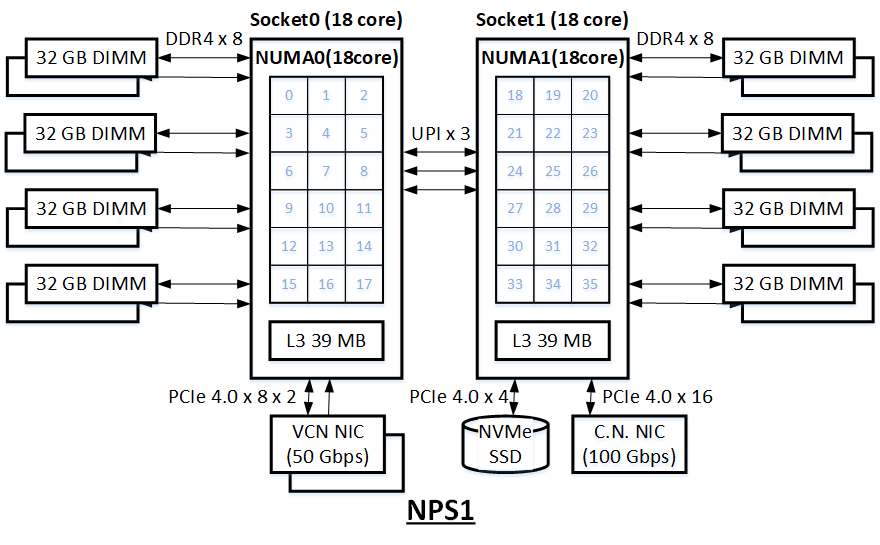 Socket0 (18 core) Socket1 (18 core)
DDR4 x 8 DDR4 x 8
32 GB DIMM NUMA0(18core) NUMA1(18core) 32 GB DIMM
0 1 2 18 19 20
32 GB DIMM 3 4 5 UPI x 3 21 22 23 32 GB DIMM
6 7 8 24 25 26
32 GB DIMM 9 10 11 27 28 29 32 GB DIMM
12 13 14 30 31 32
32 GB DIMM 15 16 17 33 34 35 32 GB DIMM
L3 39 MB L3 39 MB
PCIe 4.0 x 8 x 2 PCIe 4.0 x 4 PCIe 4.0 x 16
VCN NIC NVMe C.N. NIC
(50 Gbps) SSD (100 Gbps)
NPS1